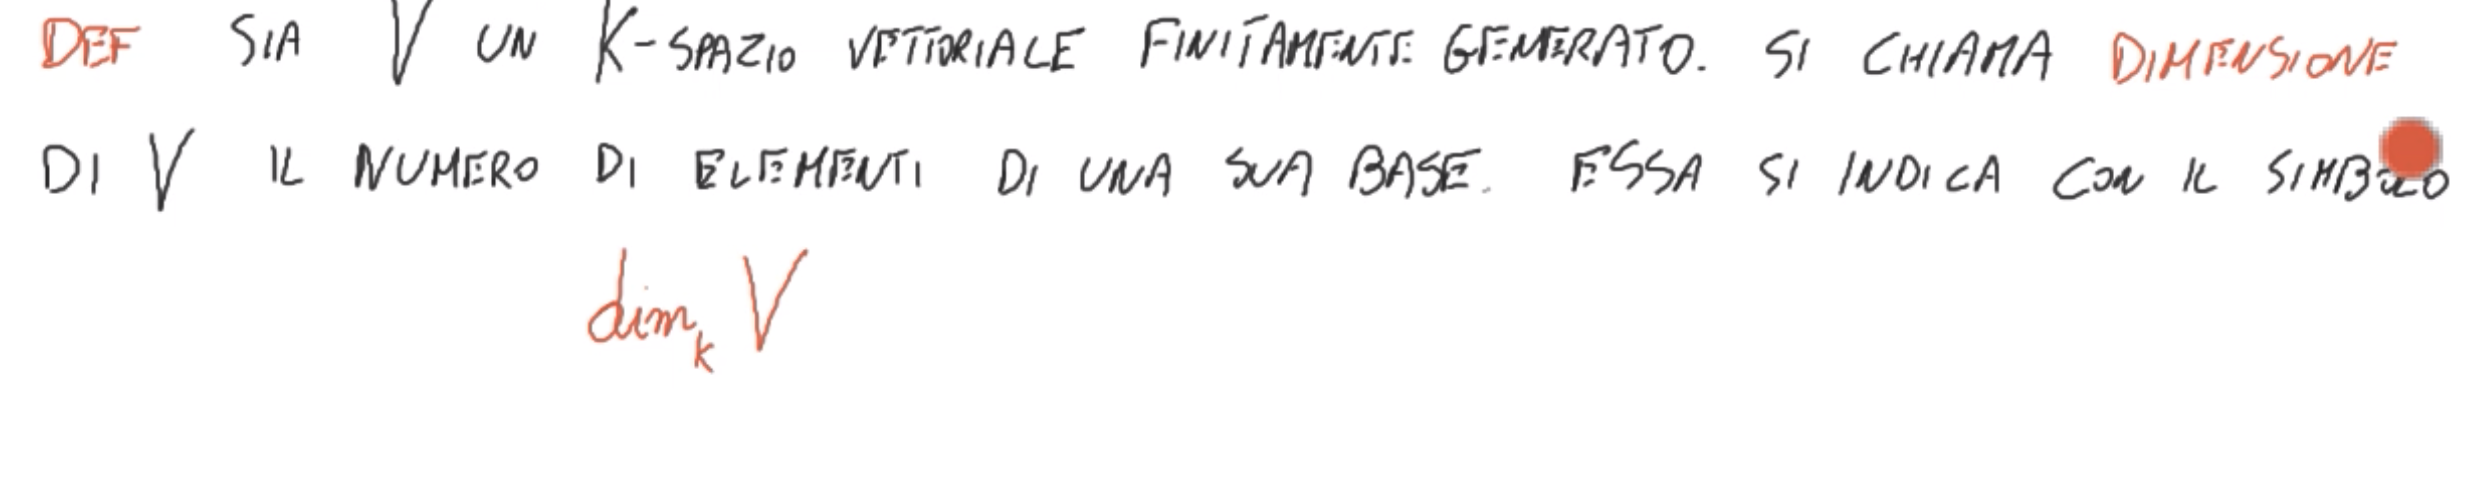 DEF SIA V UN K-SPAZIO VETTORIALE FINITAMENTE GENERATO. SI CHIAMA DIMENSIONE
DI V IL NUMERO DI ELEMENTI DI UNA SUA BASE. ESSA SI INDICA CON IL SIMBOLO
dim_K V